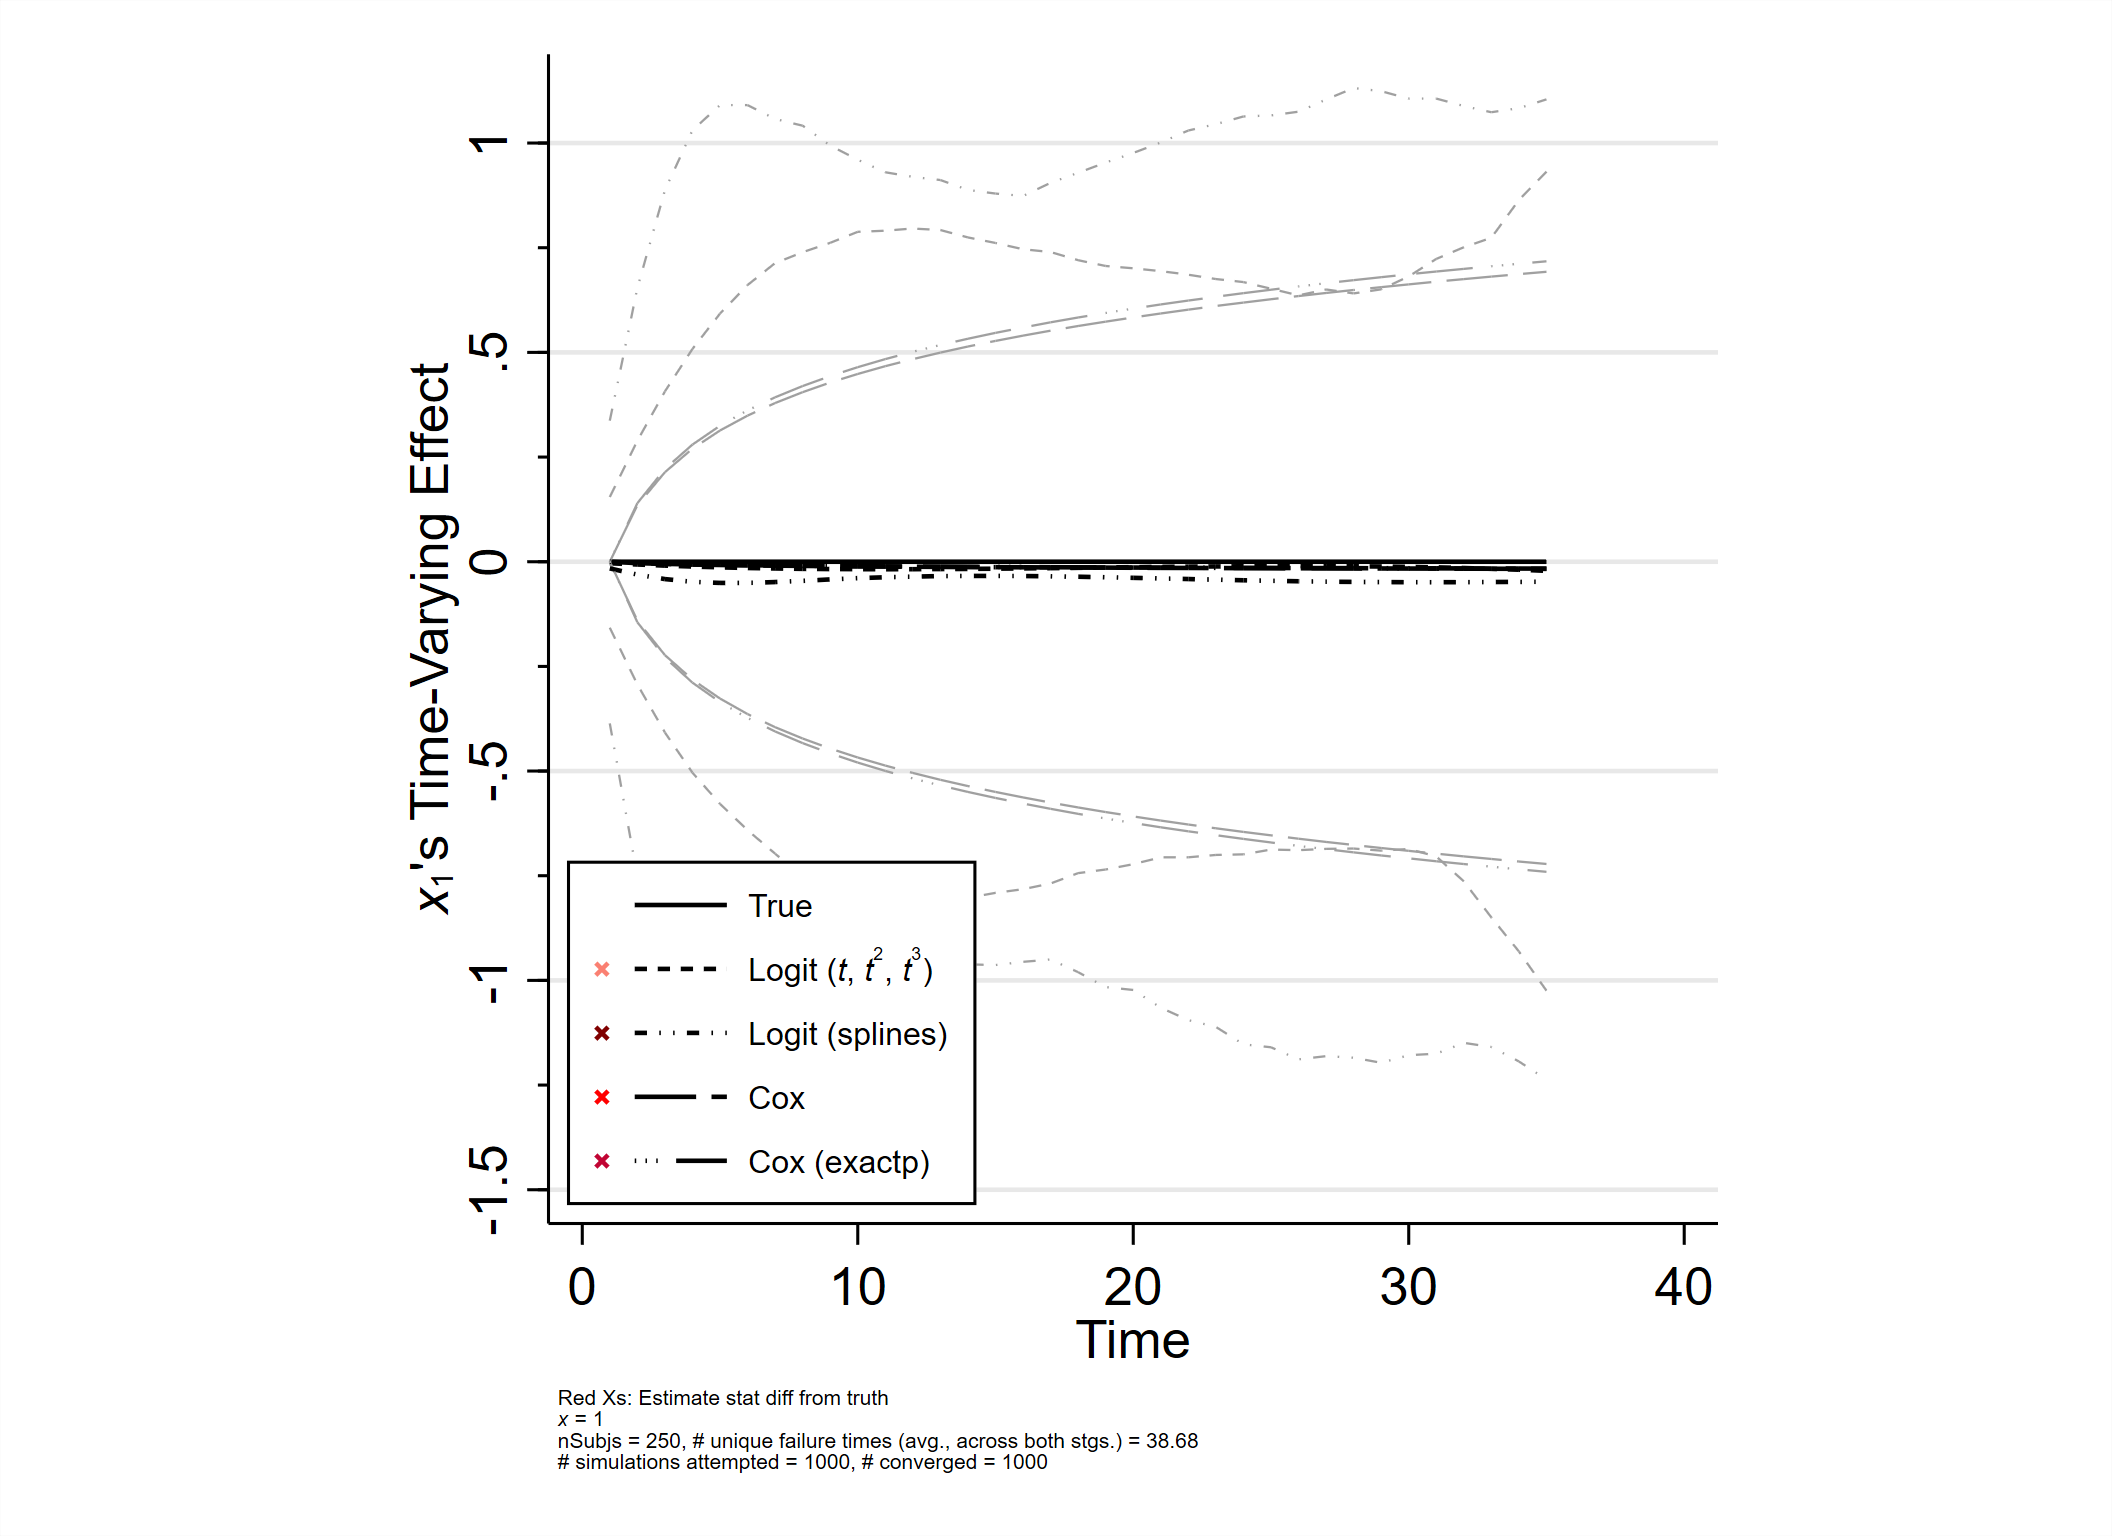 x₁'s Time-Varying Effect
1
.5
0
-.5
-1
-1.5
True
Logit (t, t², t³)
Logit (splines)
Cox
Cox (exactp)
0 10 20 30 40
Time
Red Xs: Estimate stat diff from truth
x = 1
nSubjs = 250, # unique failure times (avg., across both stgs.) = 38.68
# simulations attempted = 1000, # converged = 1000